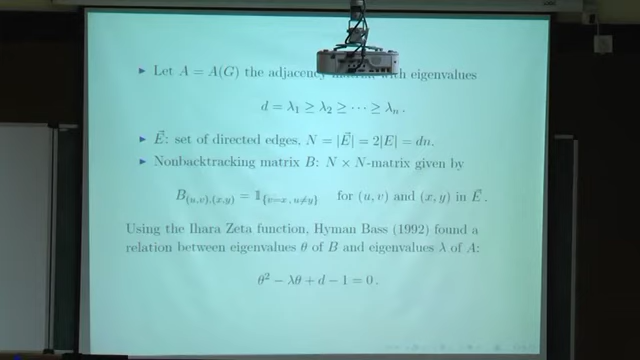 ▶ Let A = A(G) the adjacency with eigenvalues
d = λ₁ ≥ λ₂ ≥ ⋯ ≥ λₙ .
▶ E⃗: set of directed edges, N = |E⃗| = 2|E| = dn.
▶ Nonbacktracking matrix B: N × N-matrix given by
B₍ᵤ,ᵥ₎,₍ₓ,y₎ = 𝟙_{v=x , u≠y} for (u, v) and (x, y) in E⃗ .
Using the Ihara Zeta function, Hyman Bass (1992) found a
relation between eigenvalues θ of B and eigenvalues λ of A:
θ² − λθ + d − 1 = 0 .